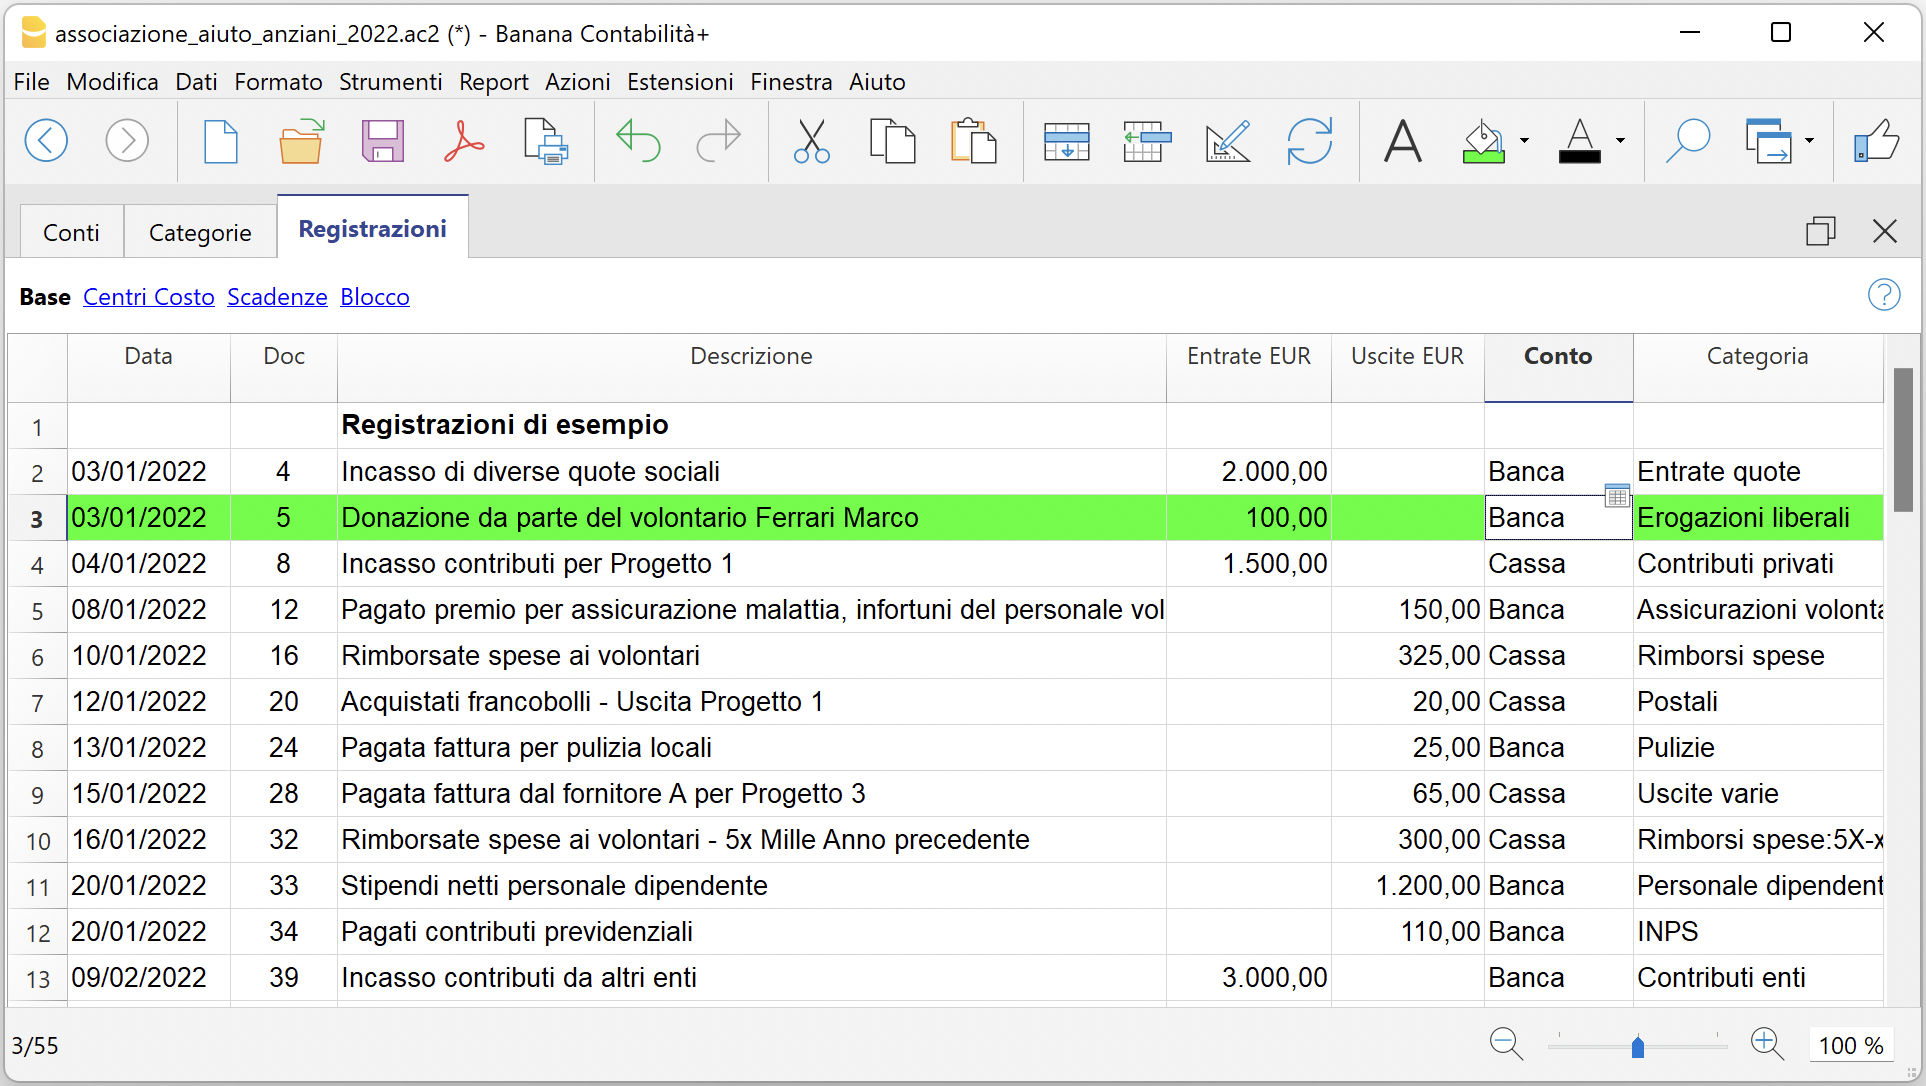 associazione_aiuto_anziani_2022.ac2 (*) - Banana Contabilità+
File Modifica Dati Formato Strumenti Report Azioni Estensioni Finestra Aiuto
Conti Categorie Registrazioni
Base Centri Costo Scadenze Blocco
Data Doc Descrizione Entrate EUR Uscite EUR Conto Categoria
1 Registrazioni di esempio
2 03/01/2022 4 Incasso di diverse quote sociali 2.000,00 Banca Entrate quote
3 03/01/2022 5 Donazione da parte del volontario Ferrari Marco 100,00 Banca Erogazioni liberali
4 04/01/2022 8 Incasso contributi per Progetto 1 1.500,00 Cassa Contributi privati
5 08/01/2022 12 Pagato premio per assicurazione malattia, infortuni del personale vol 150,00 Banca Assicurazioni volonta
6 10/01/2022 16 Rimborsate spese ai volontari 325,00 Cassa Rimborsi spese
7 12/01/2022 20 Acquistati francobolli - Uscita Progetto 1 20,00 Cassa Postali
8 13/01/2022 24 Pagata fattura per pulizia locali 25,00 Banca Pulizie
9 15/01/2022 28 Pagata fattura dal fornitore A per Progetto 3 65,00 Cassa Uscite varie
10 16/01/2022 32 Rimborsate spese ai volontari - 5x Mille Anno precedente 300,00 Cassa Rimborsi spese:5X-x
11 20/01/2022 33 Stipendi netti personale dipendente 1.200,00 Banca Personale dipendent
12 20/01/2022 34 Pagati contributi previdenziali 110,00 Banca INPS
13 09/02/2022 39 Incasso contributi da altri enti 3.000,00 Banca Contributi enti
3/55 100 %